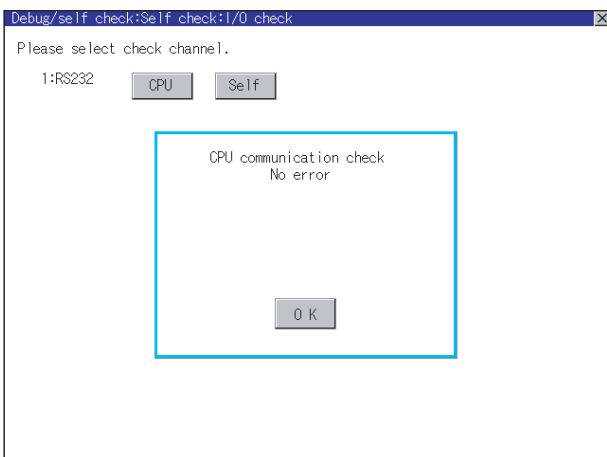 Debug/self check:Self check:I/O check
Please select check channel.
1:RS232 CPU Self
CPU communication check
No error
O K